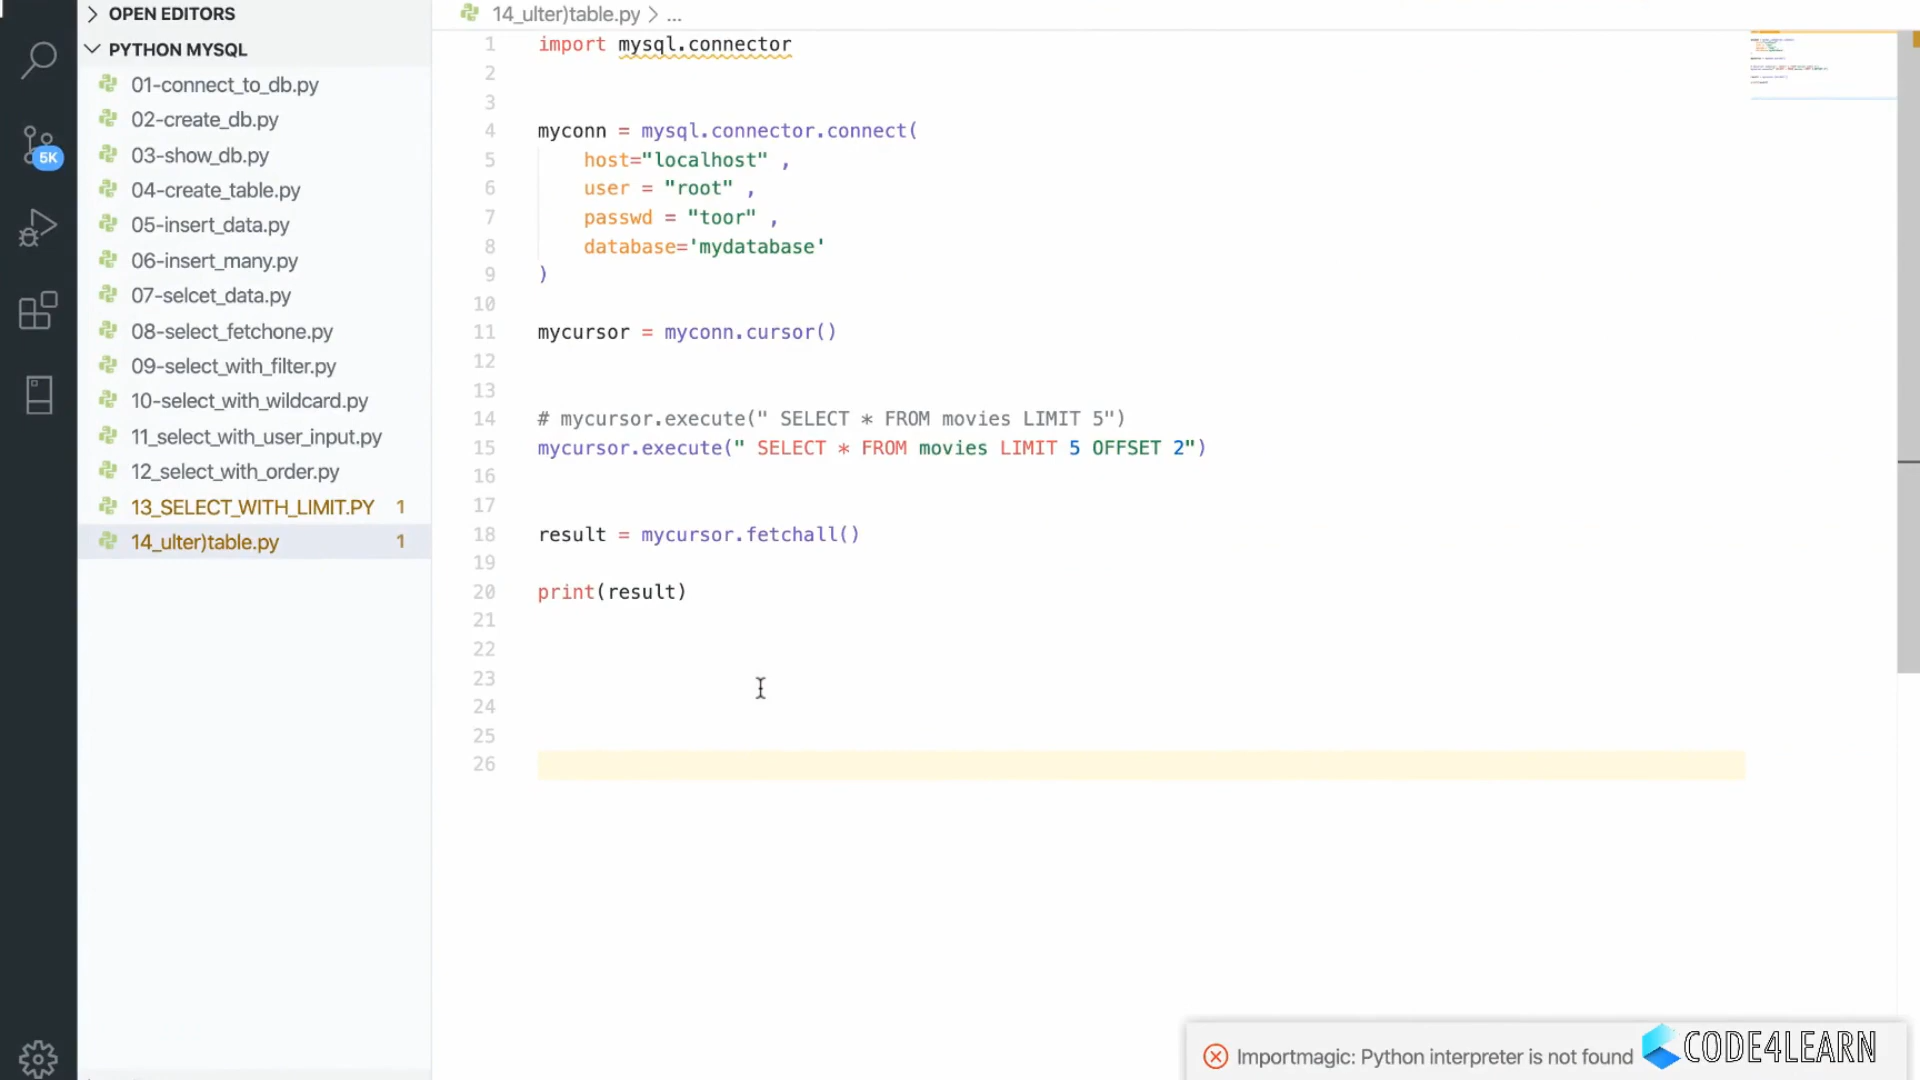 OPEN EDITORS
PYTHON MYSQL
01-connect_to_db.py
02-create_db.py
03-show_db.py
04-create_table.py
05-insert_data.py
06-insert_many.py
07-selcet_data.py
08-select_fetchone.py
09-select_with_filter.py
10-select_with_wildcard.py
11_select_with_user_input.py
12_select_with_order.py
13_SELECT_WITH_LIMIT.PY 1
14_ulter)table.py 1
5K
14_ulter)table.py > ...
1 import mysql.connector
2
3
4 myconn = mysql.connector.connect(
5     host="localhost" ,
6     user = "root" ,
7     passwd = "toor" ,
8     database='mydatabase'
9 )
10
11 mycursor = myconn.cursor()
12
13
14 # mycursor.execute(" SELECT * FROM movies LIMIT 5")
15 mycursor.execute(" SELECT * FROM movies LIMIT 5 OFFSET 2")
16
17
18 result = mycursor.fetchall()
19
20 print(result)
21
22
23
24
25
26
Importmagic: Python interpreter is not found
CODE4LEARN